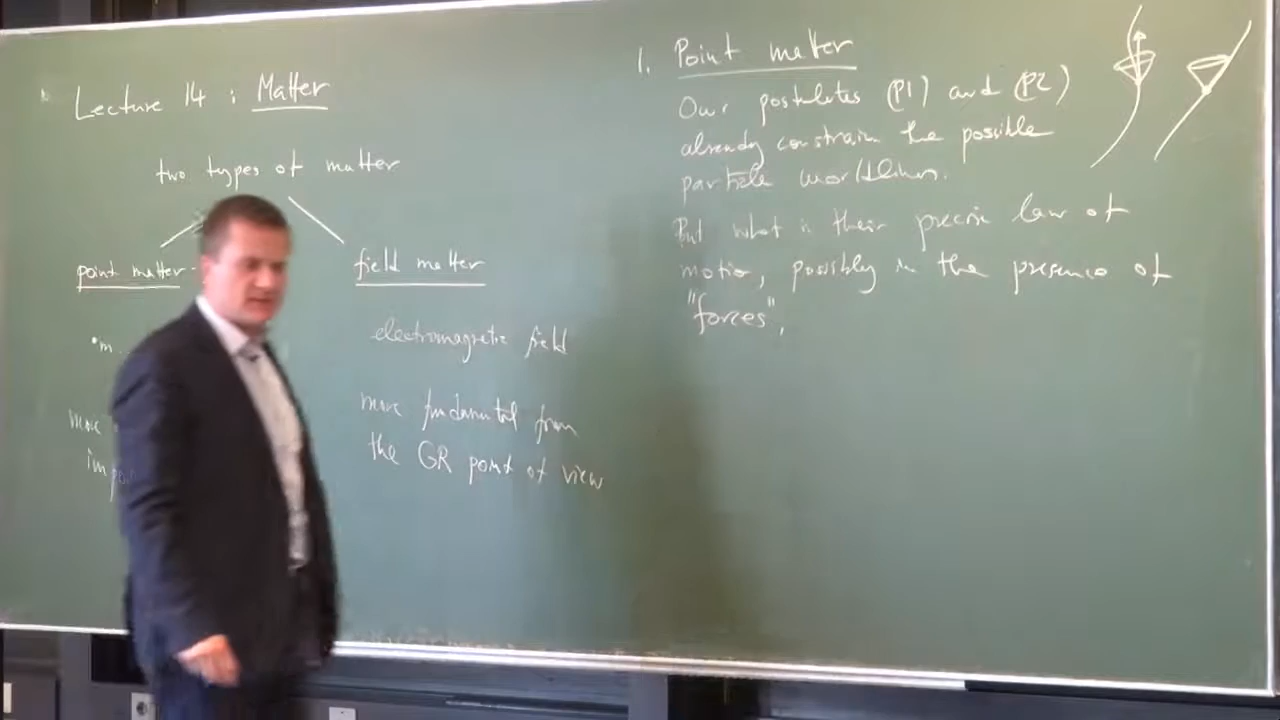 Lecture 14 : Matter
two types of matter
point matter
field matter
• m
electromagnetic field
more
more fundamental from
the GR point of view
1. Point matter
Our postulates (P1) and (P2)
already constrain the possible
particle worldlines.
But what is their precise law of
motion, possibly in the presence of
"forces",